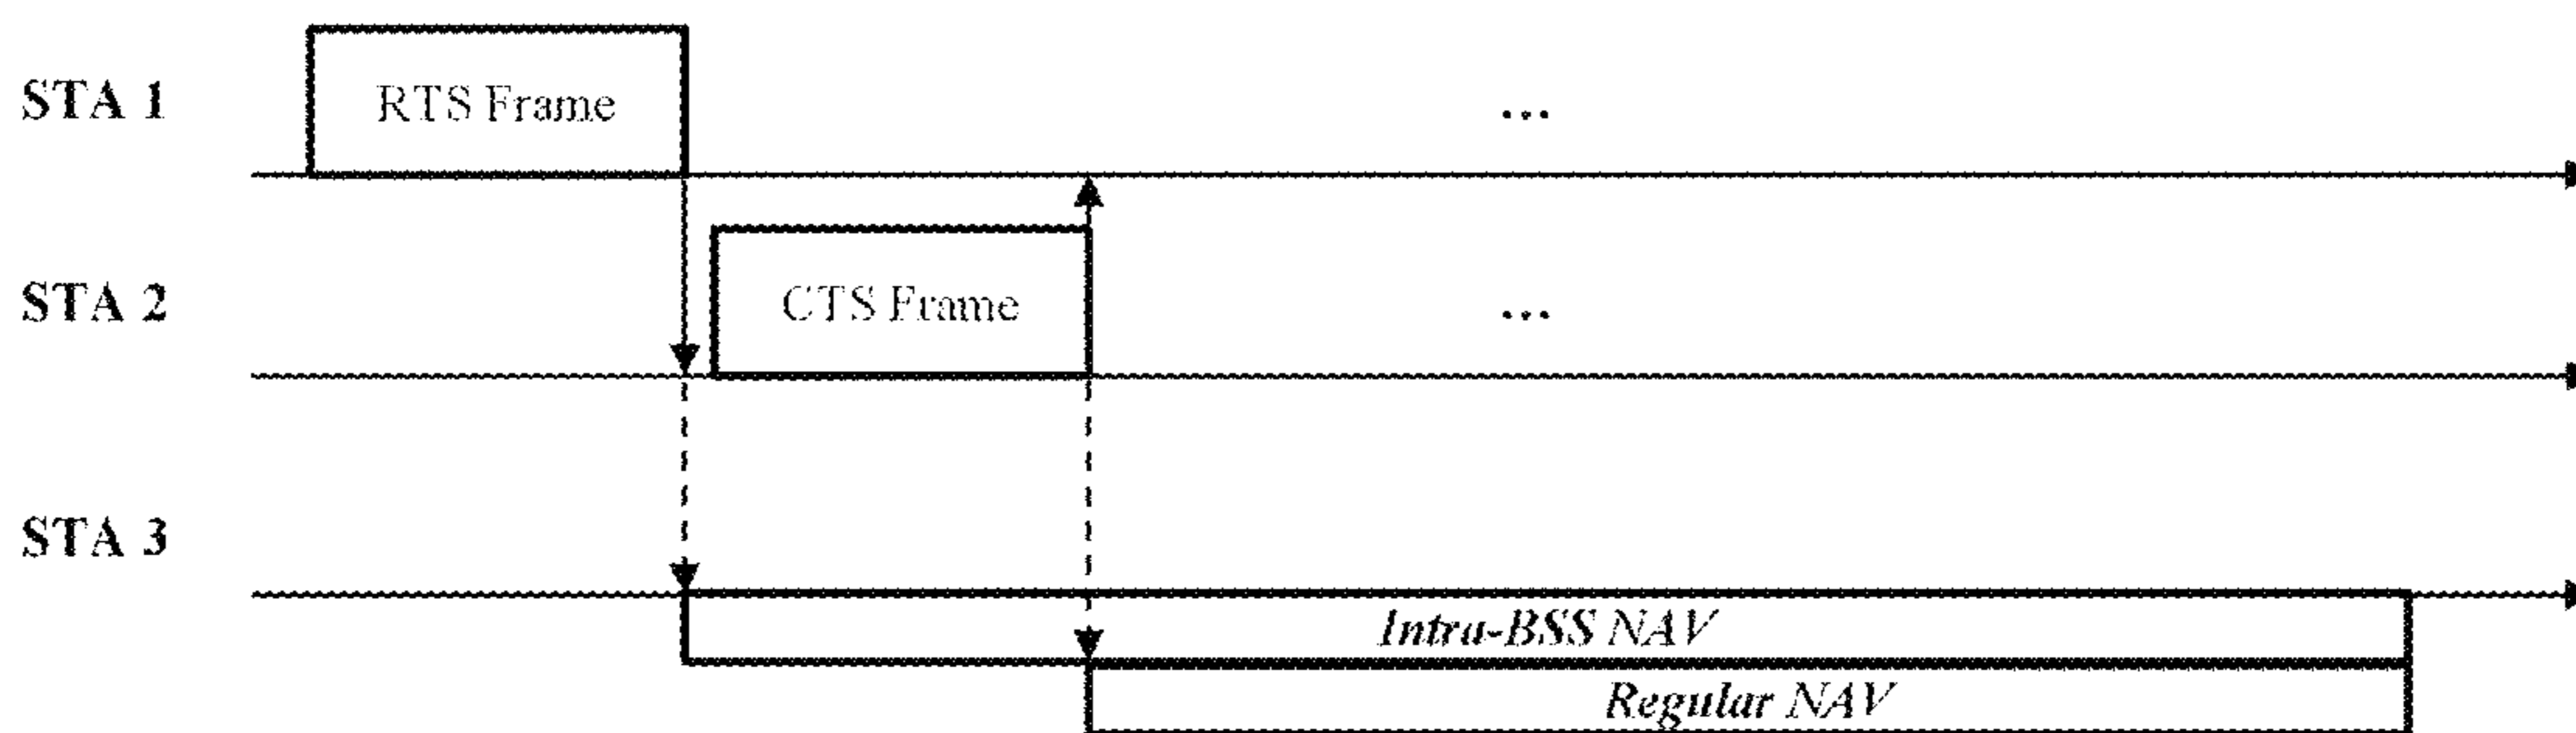 STA 1
RTS Frame
...
STA 2
CTS Frame
...
STA 3
Intra-BSS NAV
Regular NAV